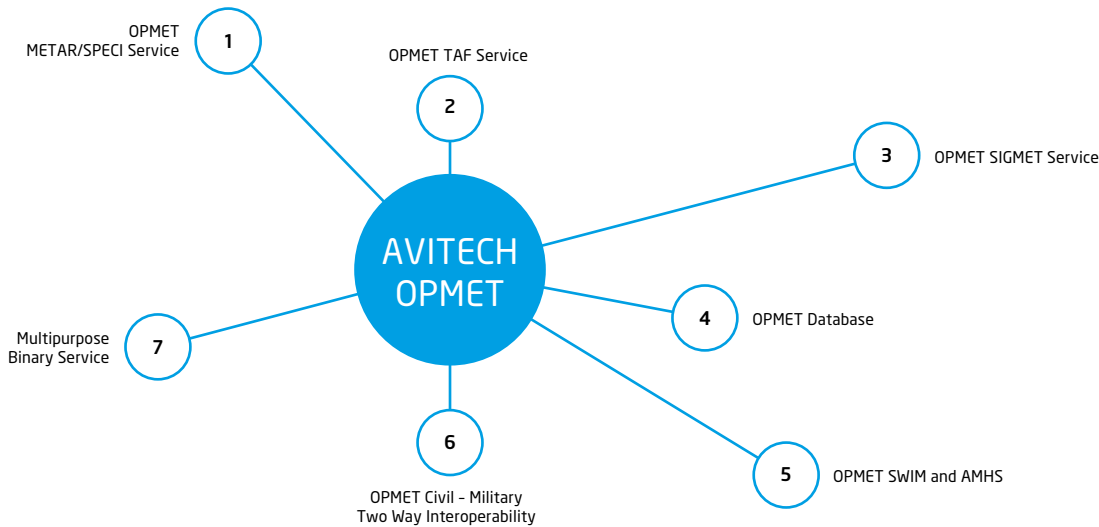 OPMET
METAR/SPECI Service
1
OPMET TAF Service
2
3
OPMET SIGMET Service
AVITECH
OPMET
4
OPMET Database
Multipurpose
Binary Service
7
6
OPMET Civil – Military
Two Way Interoperability
5
OPMET SWIM and AMHS